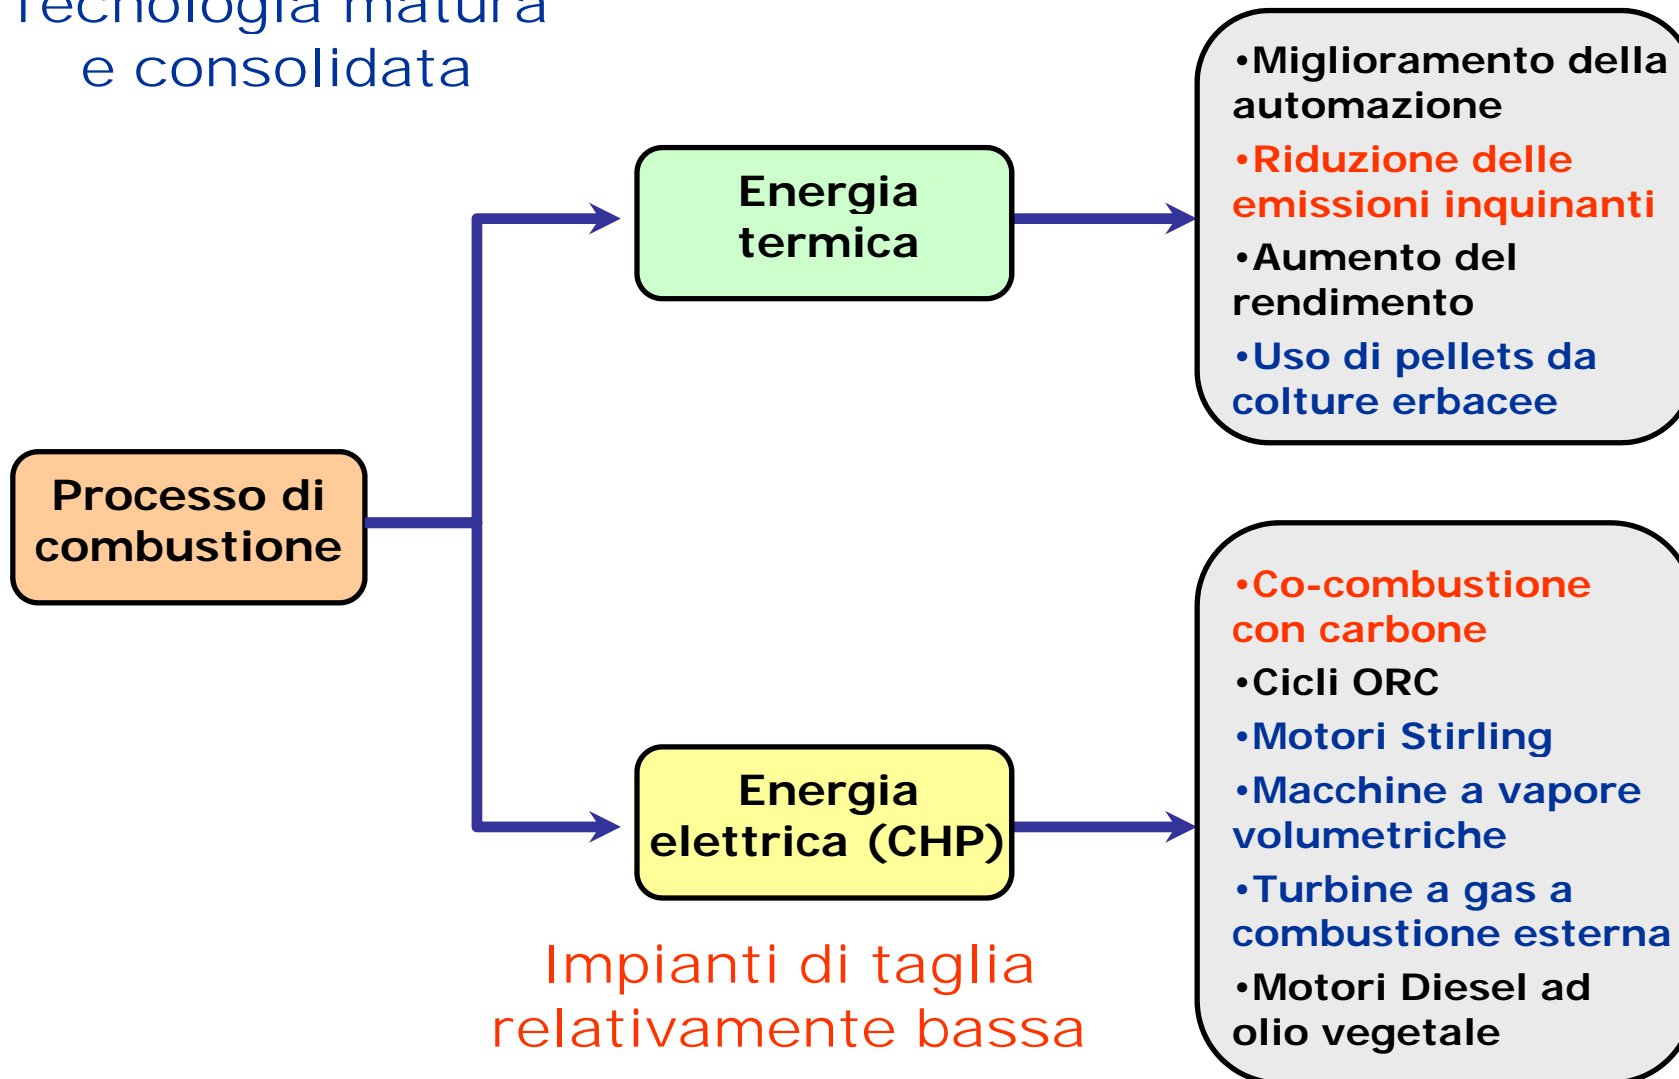 Tecnologia matura
e consolidata
•Miglioramento della
automazione
•Riduzione delle
emissioni inquinanti
•Aumento del
rendimento
•Uso di pellets da
colture erbacee
Energia
termica
Processo di
combustione
Energia
elettrica (CHP)
•Co-combustione
con carbone
•Cicli ORC
•Motori Stirling
•Macchine a vapore
volumetriche
•Turbine a gas a
combustione esterna
•Motori Diesel ad
olio vegetale
Impianti di taglia
relativamente bassa